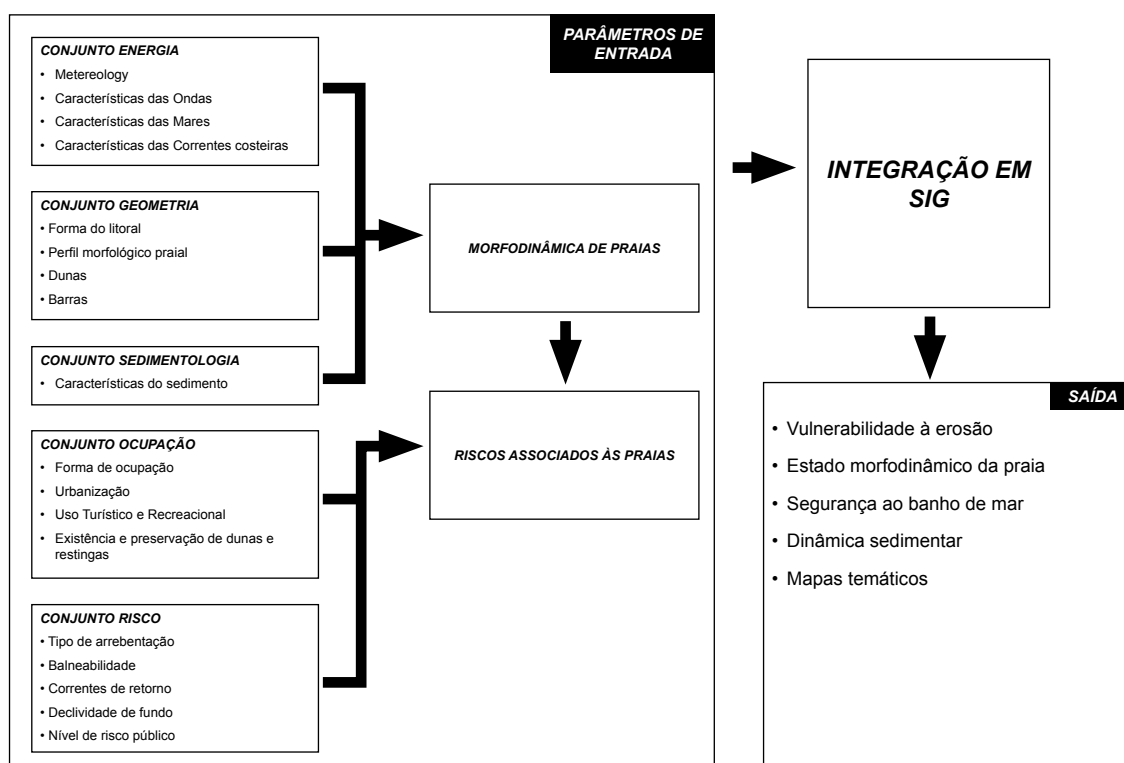 PARÂMETROS DE
ENTRADA
CONJUNTO ENERGIA
• Metereology
• Características das Ondas
• Características das Mares
• Características das Correntes costeiras
CONJUNTO GEOMETRIA
• Forma do litoral
• Perfil morfológico praial
• Dunas
• Barras
CONJUNTO SEDIMENTOLOGIA
• Características do sedimento
CONJUNTO OCUPAÇÃO
• Forma de ocupação
• Urbanização
• Uso Turístico e Recreacional
• Existência e preservação de dunas e
restingas
CONJUNTO RISCO
• Tipo de arrebentação
• Balneabilidade
• Correntes de retorno
• Declividade de fundo
• Nível de risco público
MORFODINÂMICA DE PRAIAS
RISCOS ASSOCIADOS ÀS PRAIAS
INTEGRAÇÃO EM
SIG
SAÍDA
• Vulnerabilidade à erosão
• Estado morfodinâmico da praia
• Segurança ao banho de mar
• Dinâmica sedimentar
• Mapas temáticos